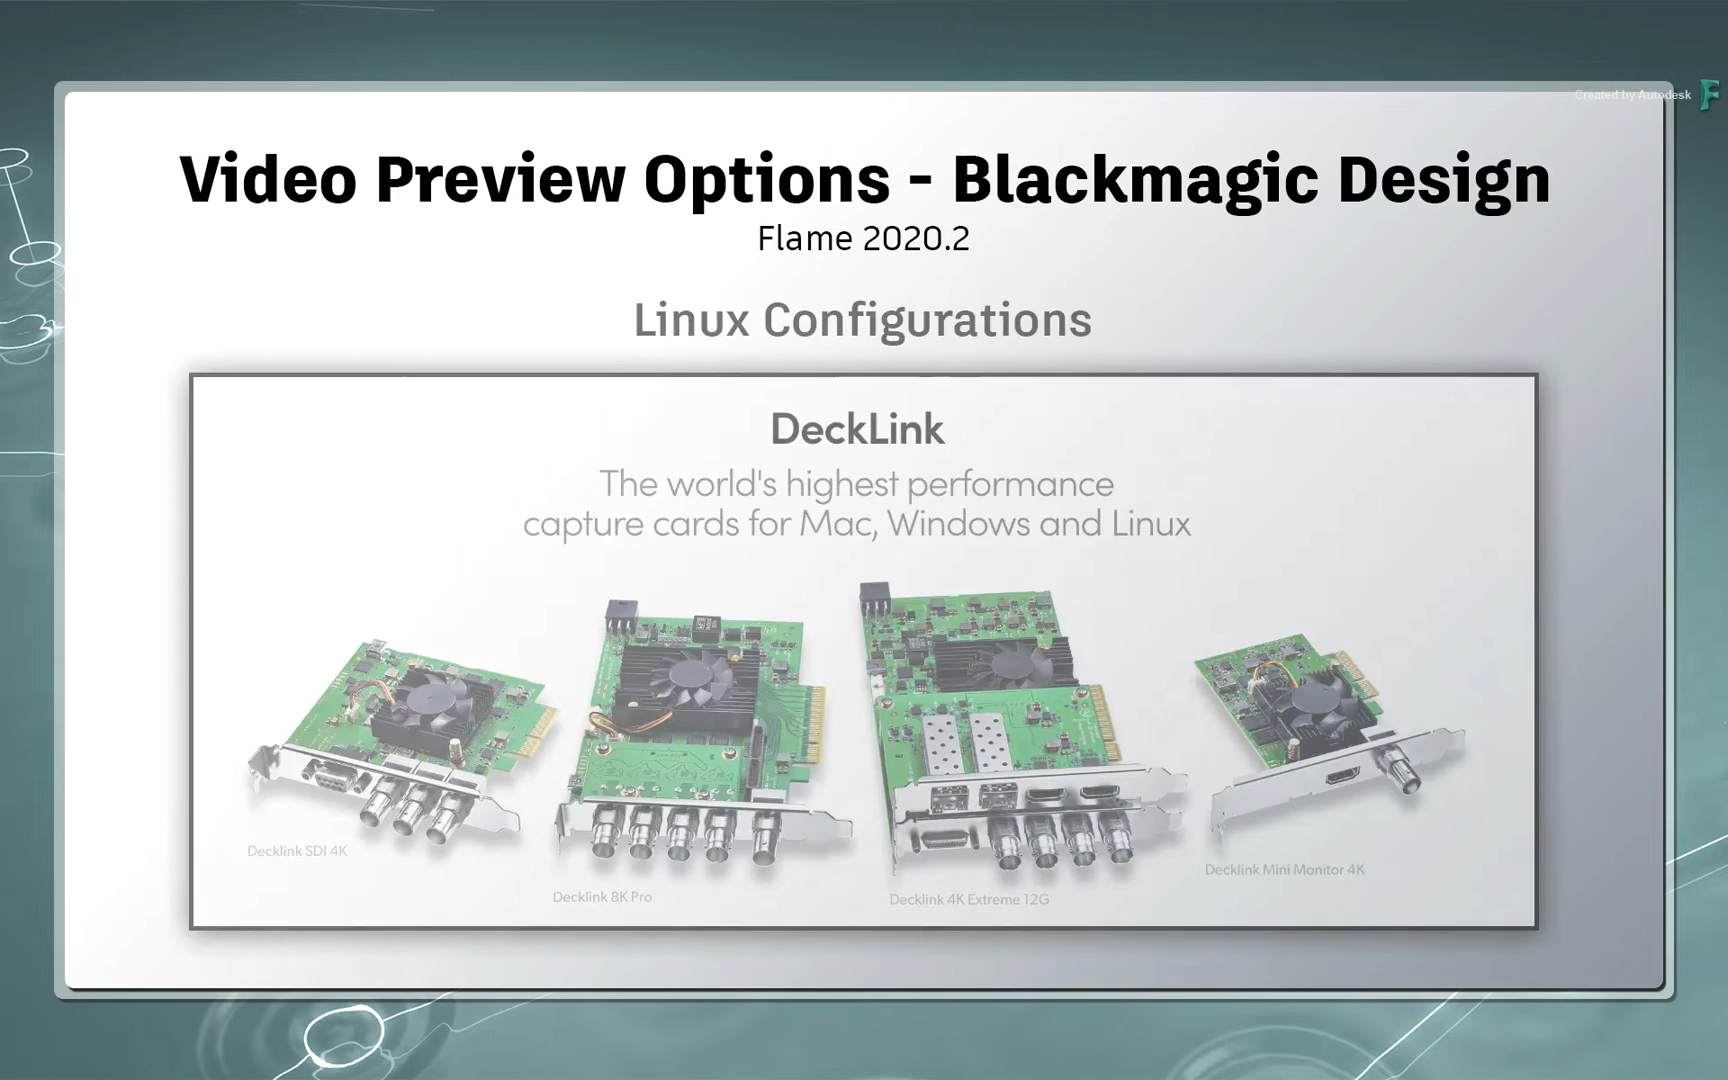 Created by Autodesk
Video Preview Options - Blackmagic Design
Flame 2020.2
Linux Configurations
DeckLink
The world's highest performance
capture cards for Mac, Windows and Linux
Decklink SDI 4K
Decklink 8K Pro
Decklink 4K Extreme 12G
Decklink Mini Monitor 4K